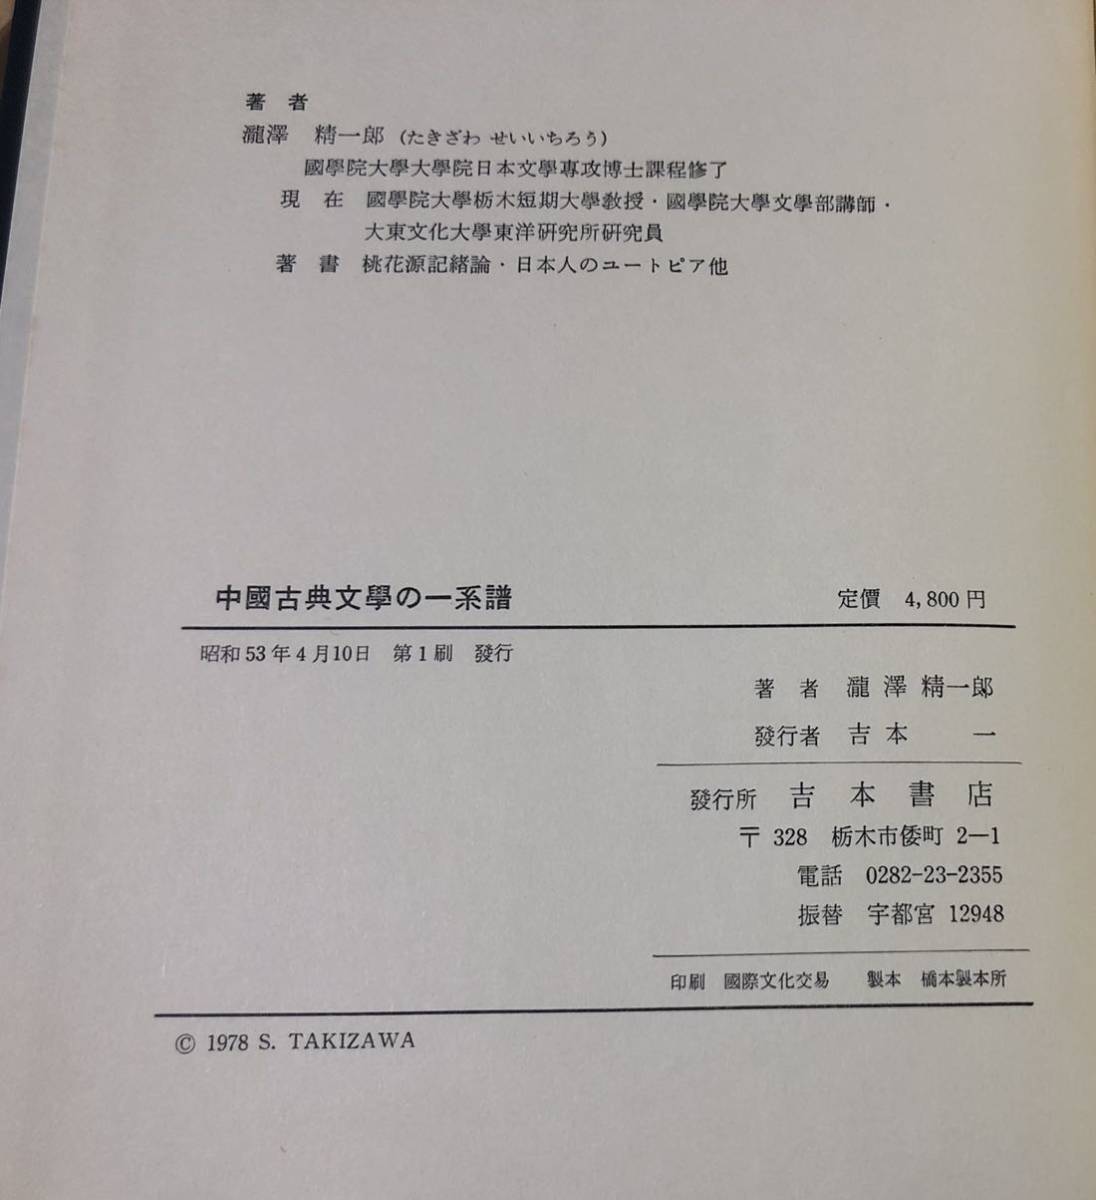 著者
瀧澤 精一郎 (たきざわ せいいちろう)
國學院大學大學院日本文學專攻博士課程修了
現在 國學院大學栃木短期大學教授・國學院大學文學部講師・
大東文化大學東洋研究所研究員
著書 桃花源記緒論・日本人のユートピア他
中國古典文學の一系譜 定價 4,800円
昭和53年4月10日 第1刷 發行
著者 瀧澤精一郎
發行者 吉本 一
發行所 吉本書店
〒 328 栃木市倭町 2—1
電話 0282-23-2355
振替 宇都宮 12948
印刷 國際文化交易 製本 橋本製本所
© 1978 S. TAKIZAWA